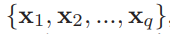 {x₁, x₂, ..., x_q}.